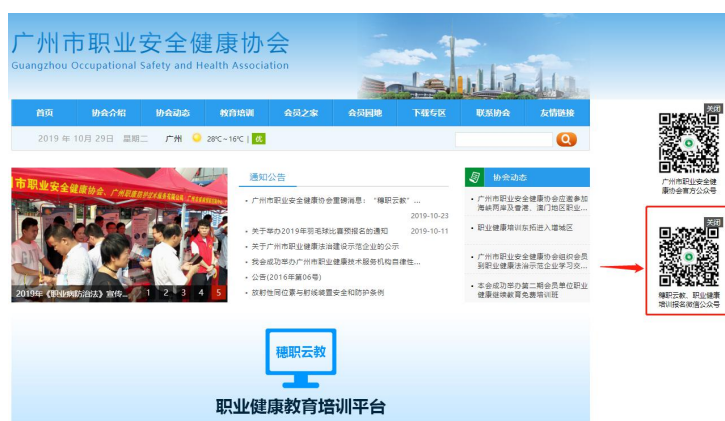 广州市职业安全健康协会
Guangzhou Occupational Safety and Health Association
首页 协会介绍 协会动态 教育培训 会员之家 会员园地 下载专区 联系协会 友情链接
2019 年 10月 29日 星期二 广州 28℃~16℃ | 优
市职业安全健康协会、广州康防护技术服务有限公司
2019年《职业病防治法》宣传... 1 2 3 4 5
通知公告
• 广州市职业安全健康协会重磅消息："穗职云教"...
2019-10-23
• 关于举办2019年羽毛球比赛预报名的通知 2019-10-11
• 关于广州市职业健康法治建设示范企业的公示
• 我会成功举办广州市职业健康技术服务机构自律性...
• 公告(2016年第06号)
• 放射性同位素与射线装置安全和防护条例
协会动态
• 广州市职业安全健康协会应邀参加
海峡两岸及香港、澳门地区职业...
• 职业健康培训东拓进入增城区
• 广州市职业安全健康协会组织会员
到职业健康法治示范企业学习交...
• 本会成功举办第二期会员单位职业
健康继续教育免费培训班
关闭
广州市职业安全健
康协会官方公众号
关闭
穗职云教、职业健康
培训报名微信公众号
穗职云教
职业健康教育培训平台